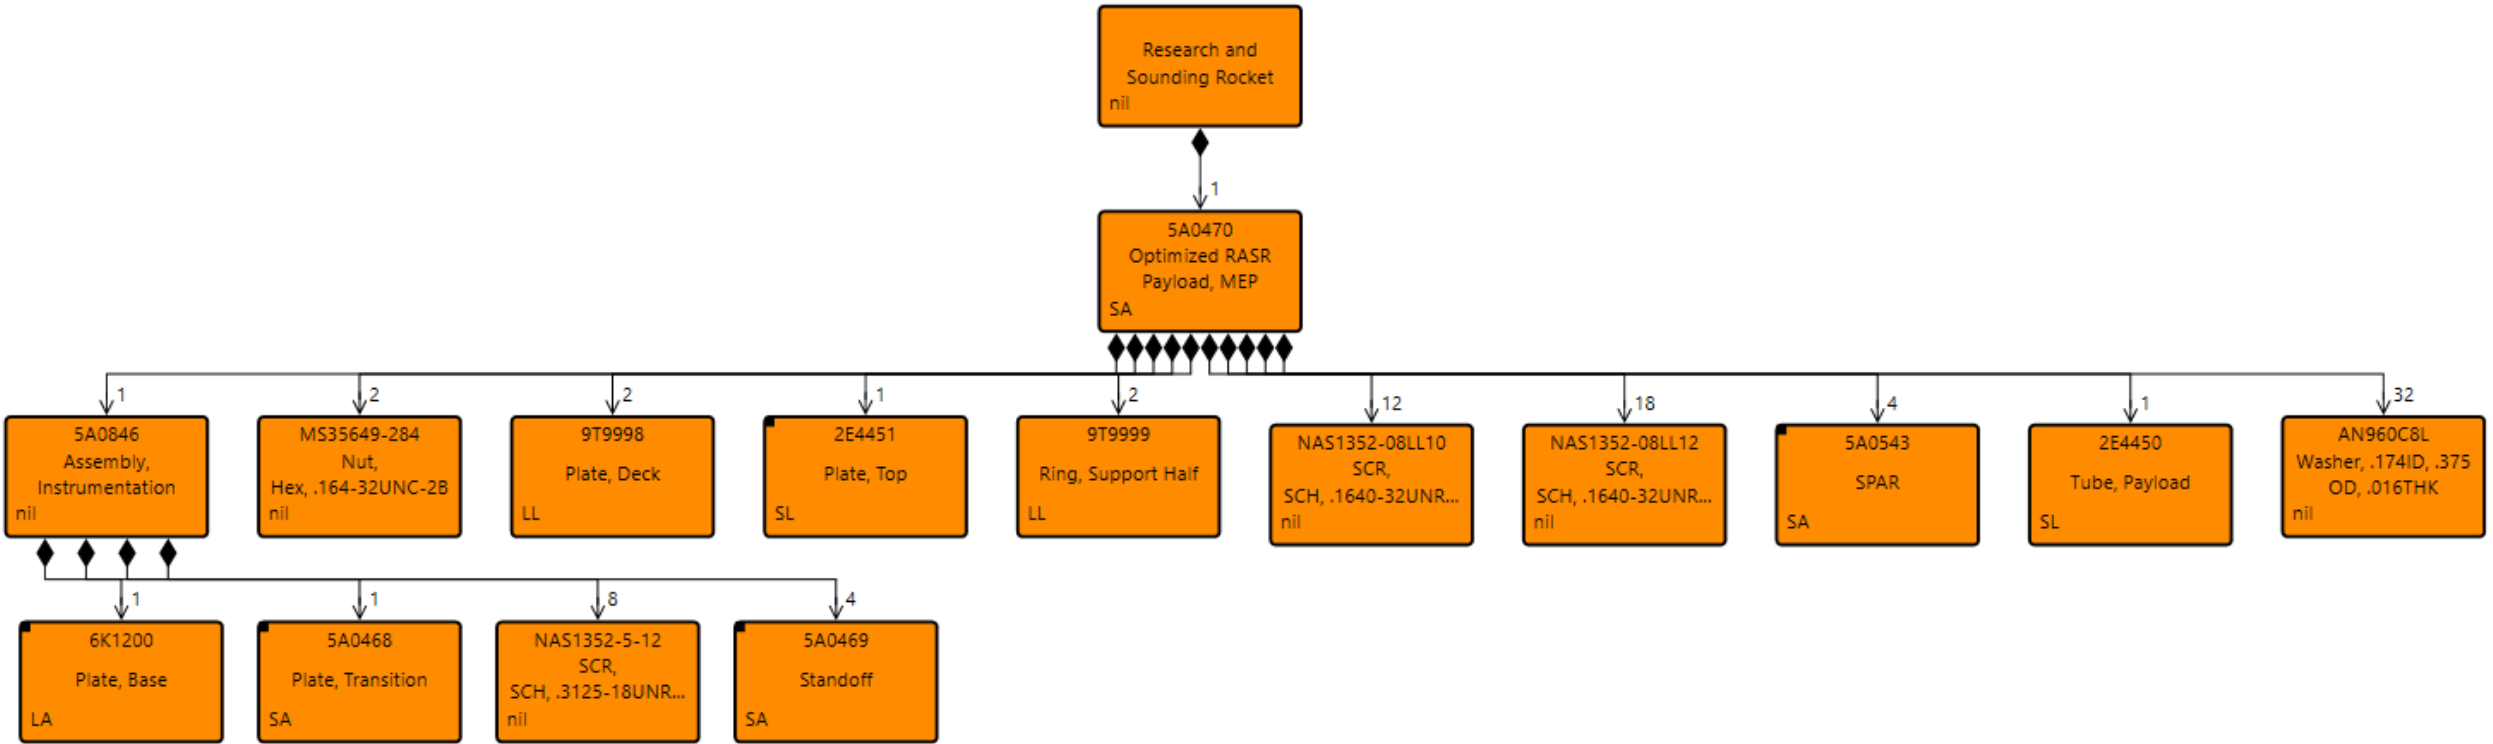 Research and
Sounding Rocket
nil
1
5A0470
Optimized RASR
Payload, MEP
SA
1
2
2
1
2
12
18
4
1
32
5A0846
Assembly,
Instrumentation
nil
MS35649-284
Nut,
Hex, .164-32UNC-2B
nil
9T9998
Plate, Deck
LL
2E4451
Plate, Top
SL
9T9999
Ring, Support Half
LL
NAS1352-08LL10
SCR,
SCH, .1640-32UNR...
nil
NAS1352-08LL12
SCR,
SCH, .1640-32UNR...
nil
5A0543
SPAR
SA
2E4450
Tube, Payload
SL
AN960C8L
Washer, .174ID, .375
OD, .016THK
nil
1
1
8
4
6K1200
Plate, Base
LA
5A0468
Plate, Transition
SA
NAS1352-5-12
SCR,
SCH, .3125-18UNR...
nil
5A0469
Standoff
SA